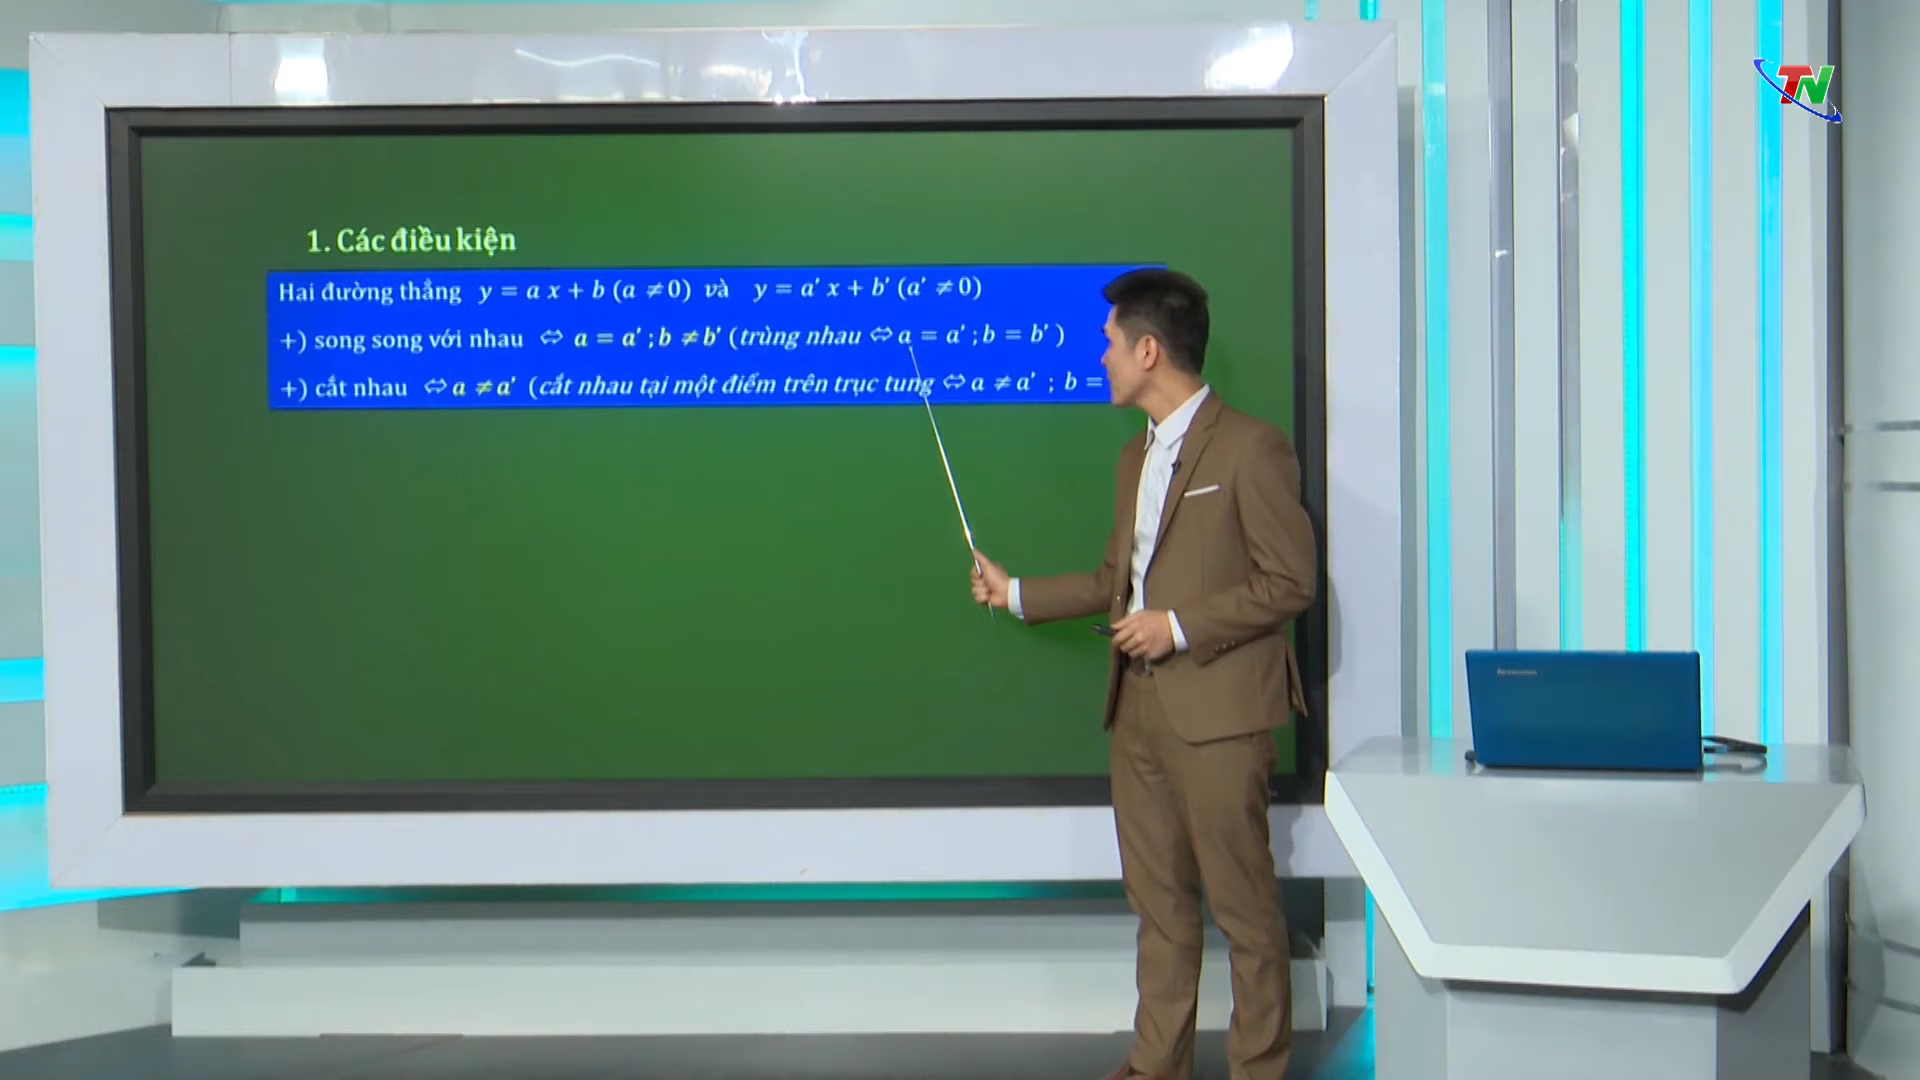 TN
1. Các điều kiện
Hai đường thẳng y = a x + b (a ≠ 0) và y = a' x + b' (a' ≠ 0)
+) song song với nhau ⇔ a = a' ; b ≠ b' (trùng nhau ⇔ a = a' ; b = b' )
+) cắt nhau ⇔ a ≠ a' (cắt nhau tại một điểm trên trục tung ⇔ a ≠ a' ; b =